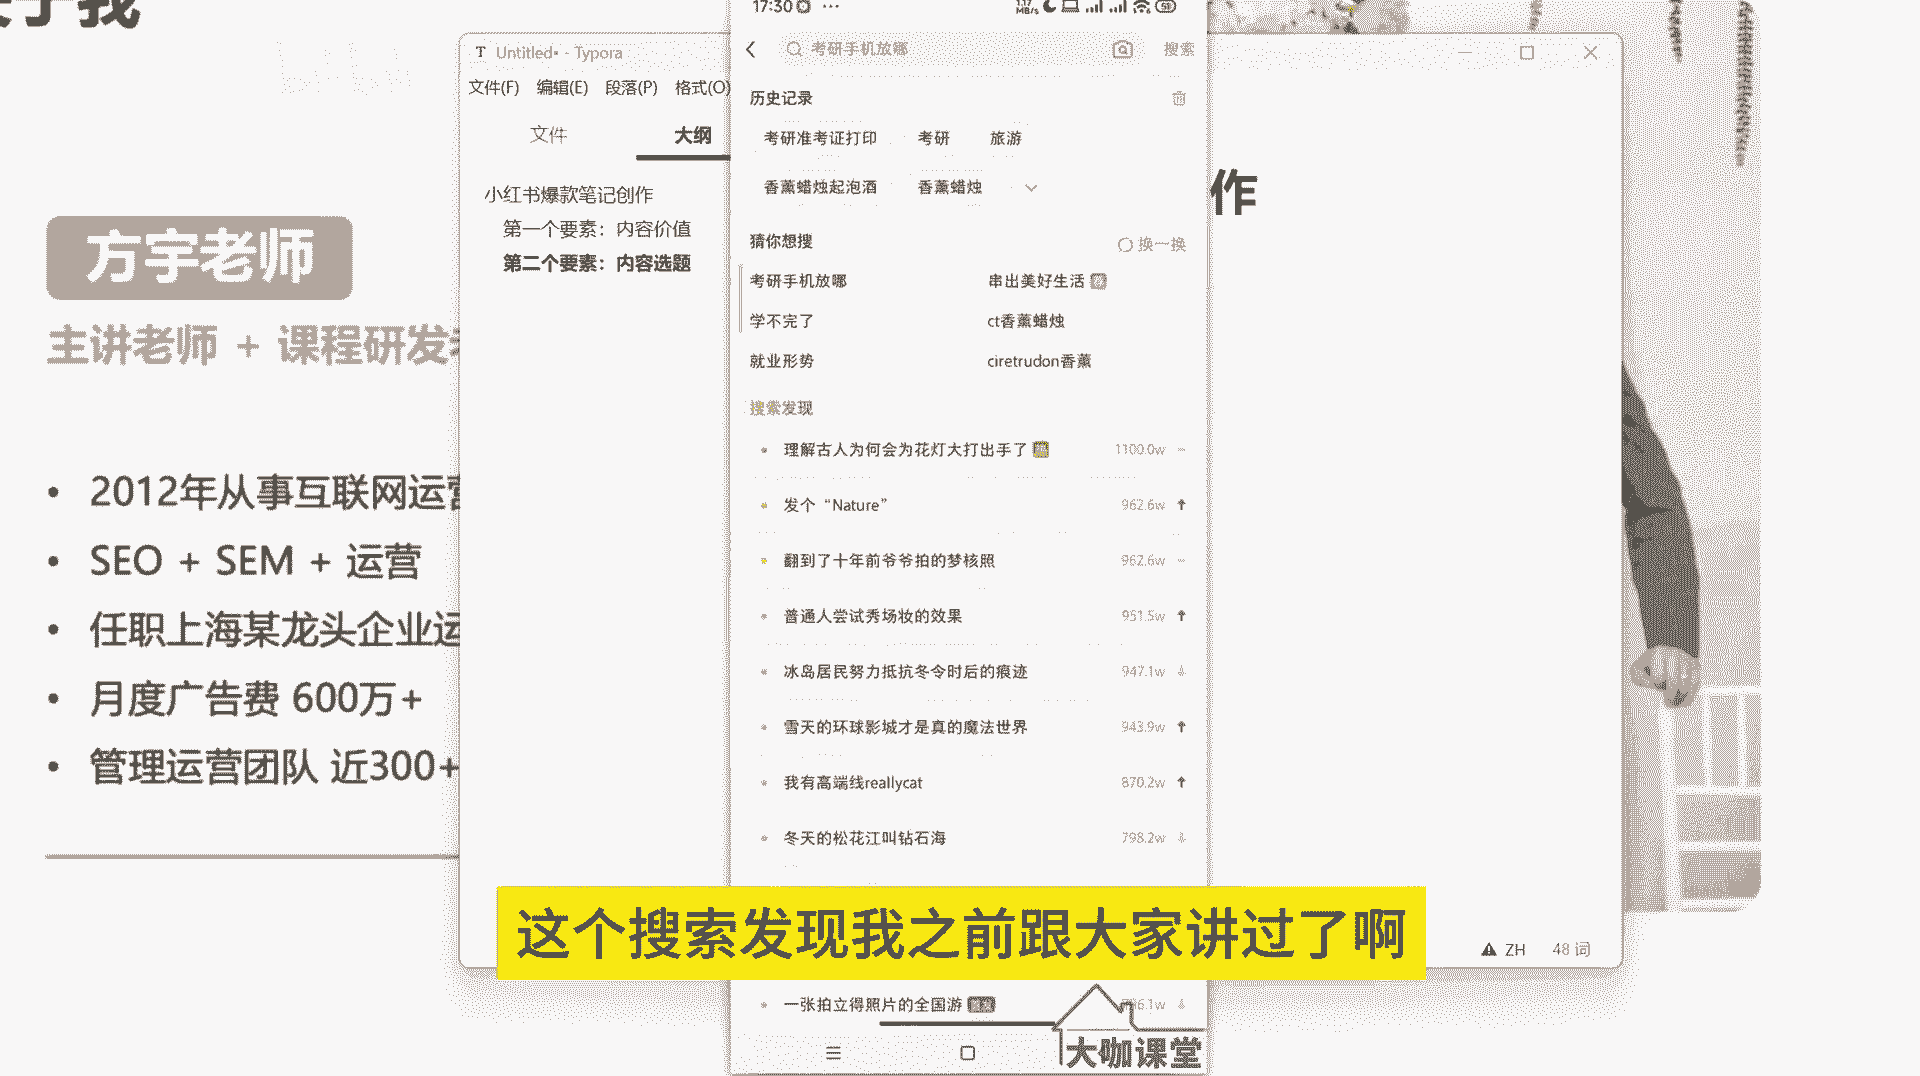 于我
方宇老师
主讲老师 + 课程研发
2012年从事互联网运营
SEO + SEM + 运营
任职上海某龙头企业运
月度广告费 600万+
管理运营团队 近300+
Untitled• - Typora
文件(F) 编辑(E) 段落(P) 格式(O)
文件 大纲
小红书爆款笔记创作
第一个要素：内容价值
第二个要素：内容选题
作
17:30
考研手机放哪 搜索
历史记录
考研准考证打印 考研 旅游
香薰蜡烛起泡酒 香薰蜡烛
猜你想搜 换一换
考研手机放哪 串出美好生活
学不完了 ct香薰蜡烛
就业形势 ciretrudon香薰
搜索发现
理解古人为何会为花灯大打出手了 1100.0w
发个“Nature” 962.6w
翻到了十年前爷爷拍的梦核照 962.6w
普通人尝试秀场妆的效果 951.5w
冰岛居民努力抵抗冬令时后的痕迹 947.1w
雪天的环球影城才是真的魔法世界 943.9w
我有高端线reallycat 870.2w
冬天的松花江叫钻石海 798.2w
这个搜索发现我之前跟大家讲过了啊
一张拍立得照片的全国游
ZH 48 词
大咖课堂